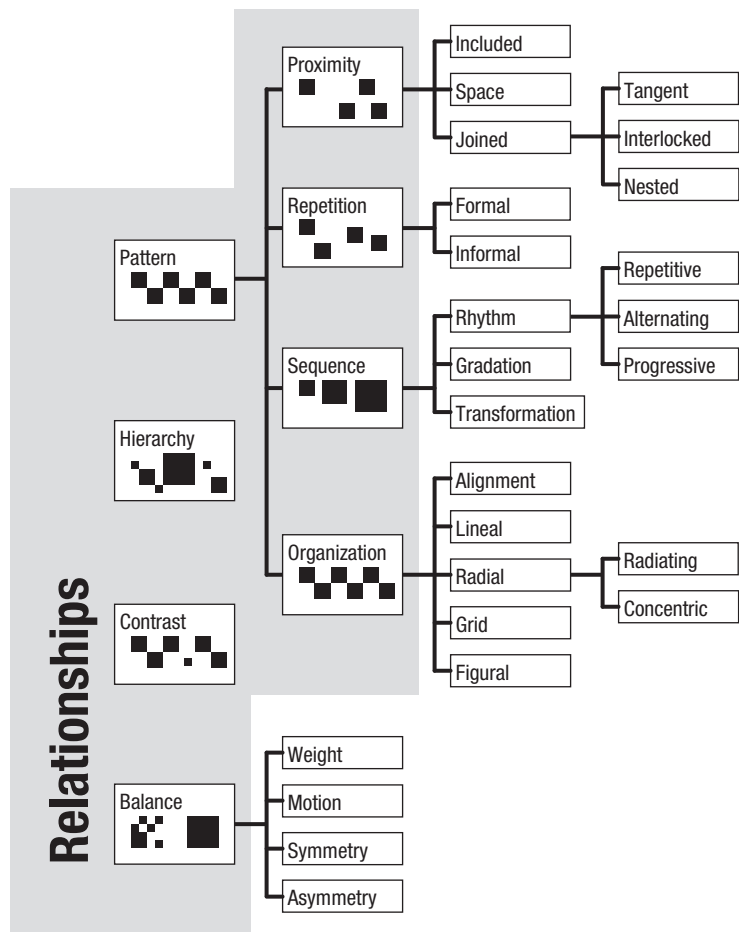 Relationships
Pattern
Proximity
Included
Space
Joined
Tangent
Interlocked
Nested
Repetition
Formal
Informal
Sequence
Rhythm
Repetitive
Alternating
Progressive
Gradation
Transformation
Organization
Alignment
Lineal
Radial
Radiating
Concentric
Grid
Figural
Hierarchy
Contrast
Balance
Weight
Motion
Symmetry
Asymmetry